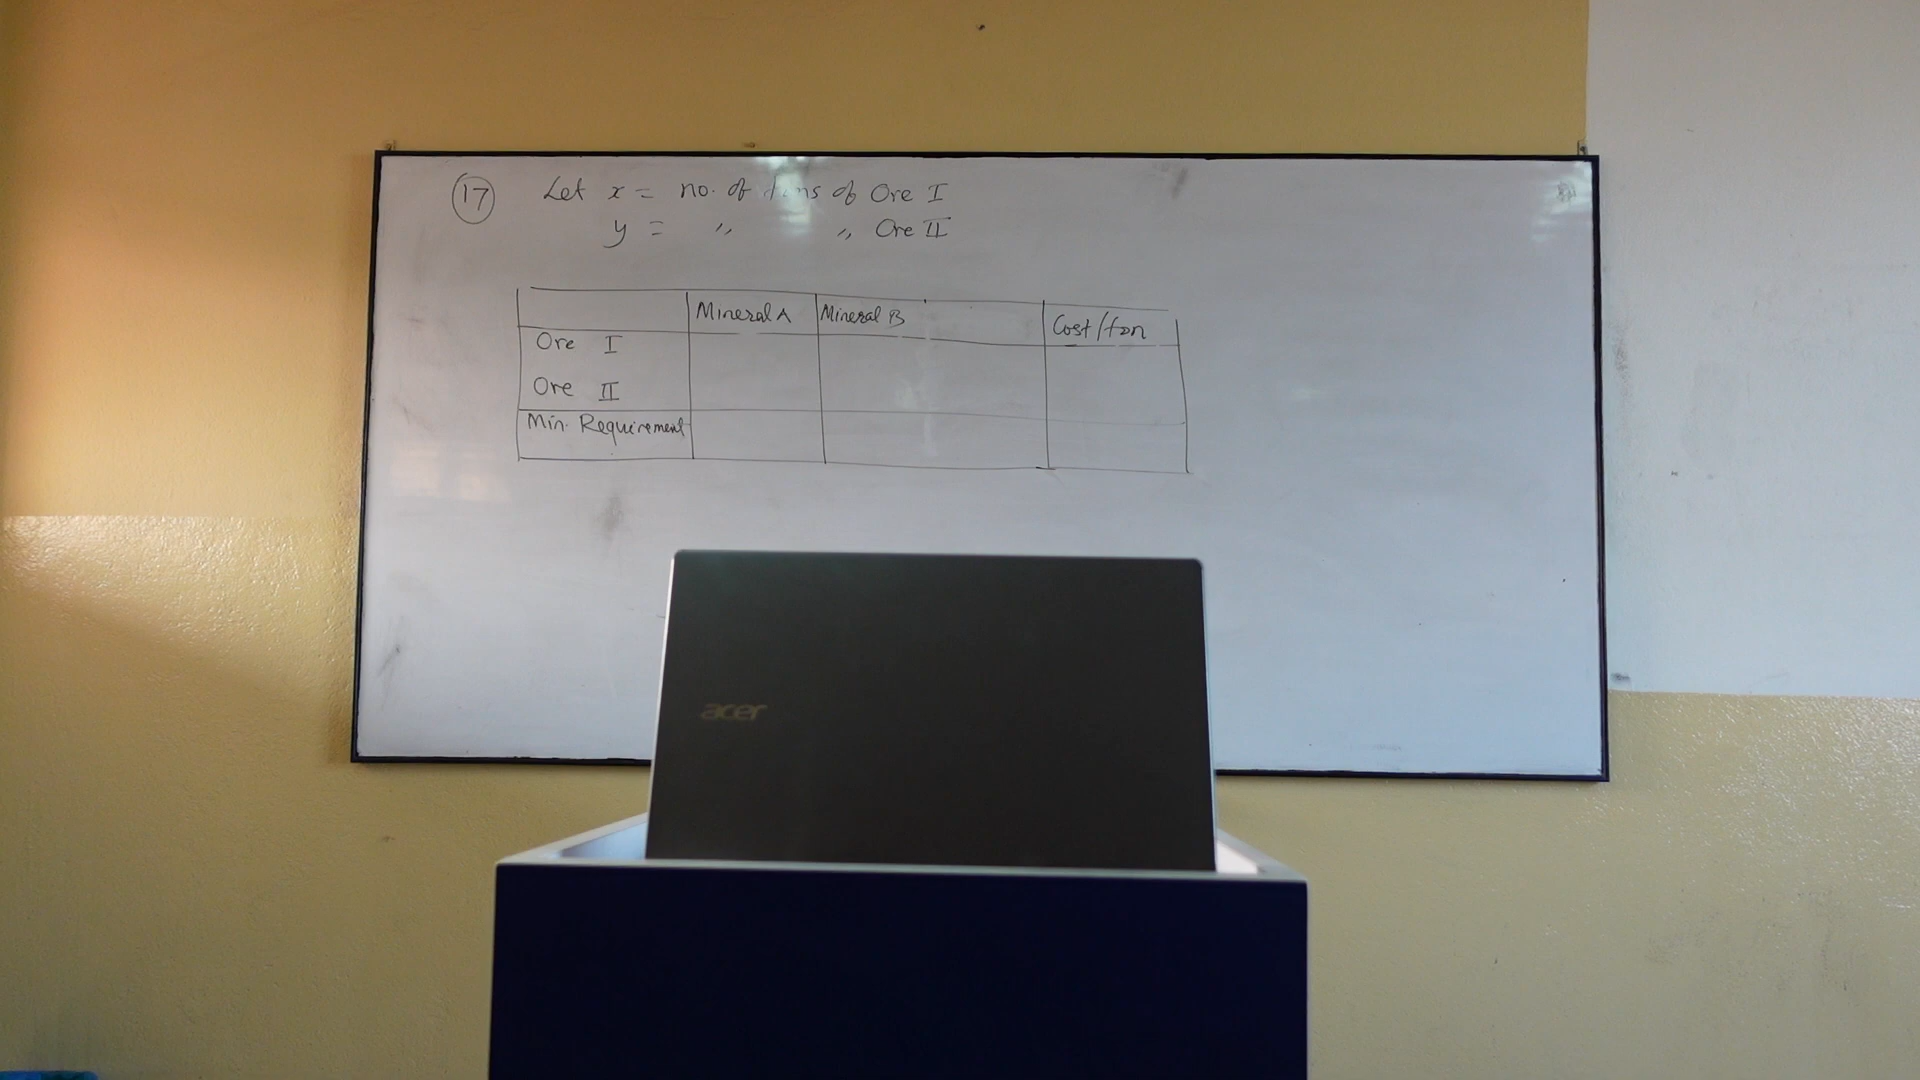 17 Let x = no. of tons of Ore I
y = " " Ore II
Mineral A Mineral B Cost/ton
Ore I
Ore II
Min. Requirement
acer